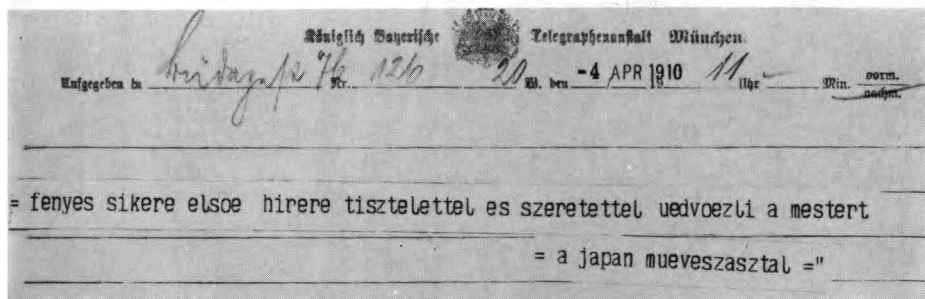 Königlich Bayerische Telegraphenanstalt München.
Aufgegeben in Budapest 76 Nr. 126 20 W. den -4 APR 1910 19 11 Uhr - Min. vorm. nachm.
= fenyes sikere elsoe hirere tisztelettel es szeretettel uedvoezli a mestert
= a japan mueveszasztal ="